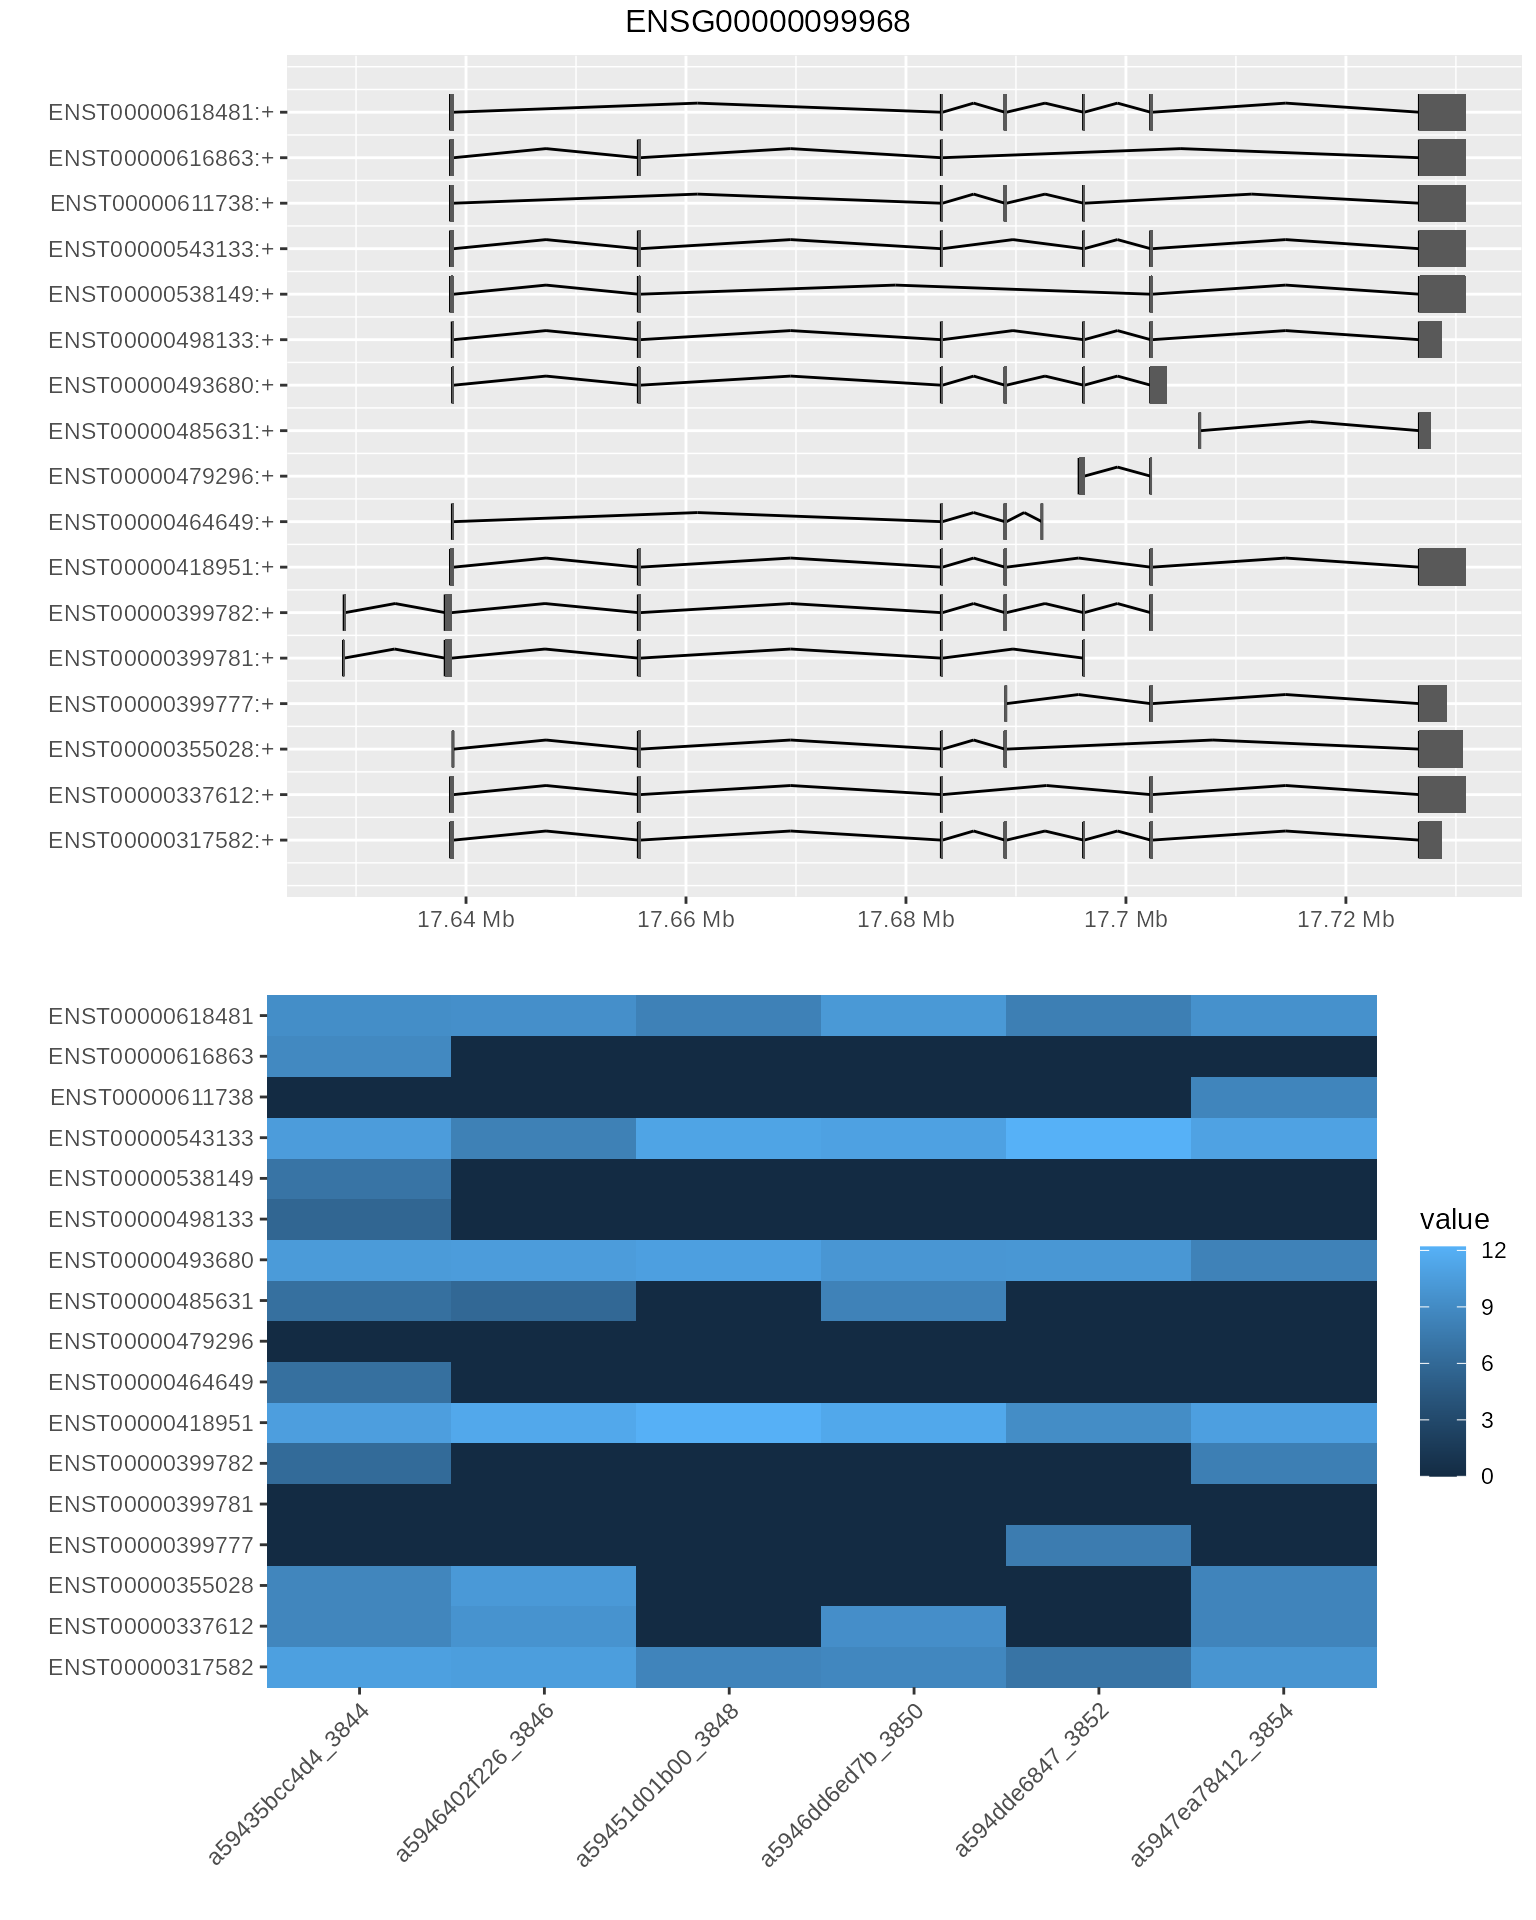 ENSG00000099968
ENST00000618481:+
ENST00000616863:+
ENST00000611738:+
ENST00000543133:+
ENST00000538149:+
ENST00000498133:+
ENST00000493680:+
ENST00000485631:+
ENST00000479296:+
ENST00000464649:+
ENST00000418951:+
ENST00000399782:+
ENST00000399781:+
ENST00000399777:+
ENST00000355028:+
ENST00000337612:+
ENST00000317582:+
17.64 Mb 17.66 Mb 17.68 Mb 17.7 Mb 17.72 Mb
ENST00000618481
ENST00000616863
ENST00000611738
ENST00000543133
ENST00000538149
ENST00000498133
ENST00000493680
ENST00000485631
ENST00000479296
ENST00000464649
ENST00000418951
ENST00000399782
ENST00000399781
ENST00000399777
ENST00000355028
ENST00000337612
ENST00000317582
value
12
9
6
3
0
a59435bcc4d4_3844
a5946402f226_3846
a59451d01b00_3848
a5946dd6ed7b_3850
a594dde6847_3852
a5947ea78412_3854